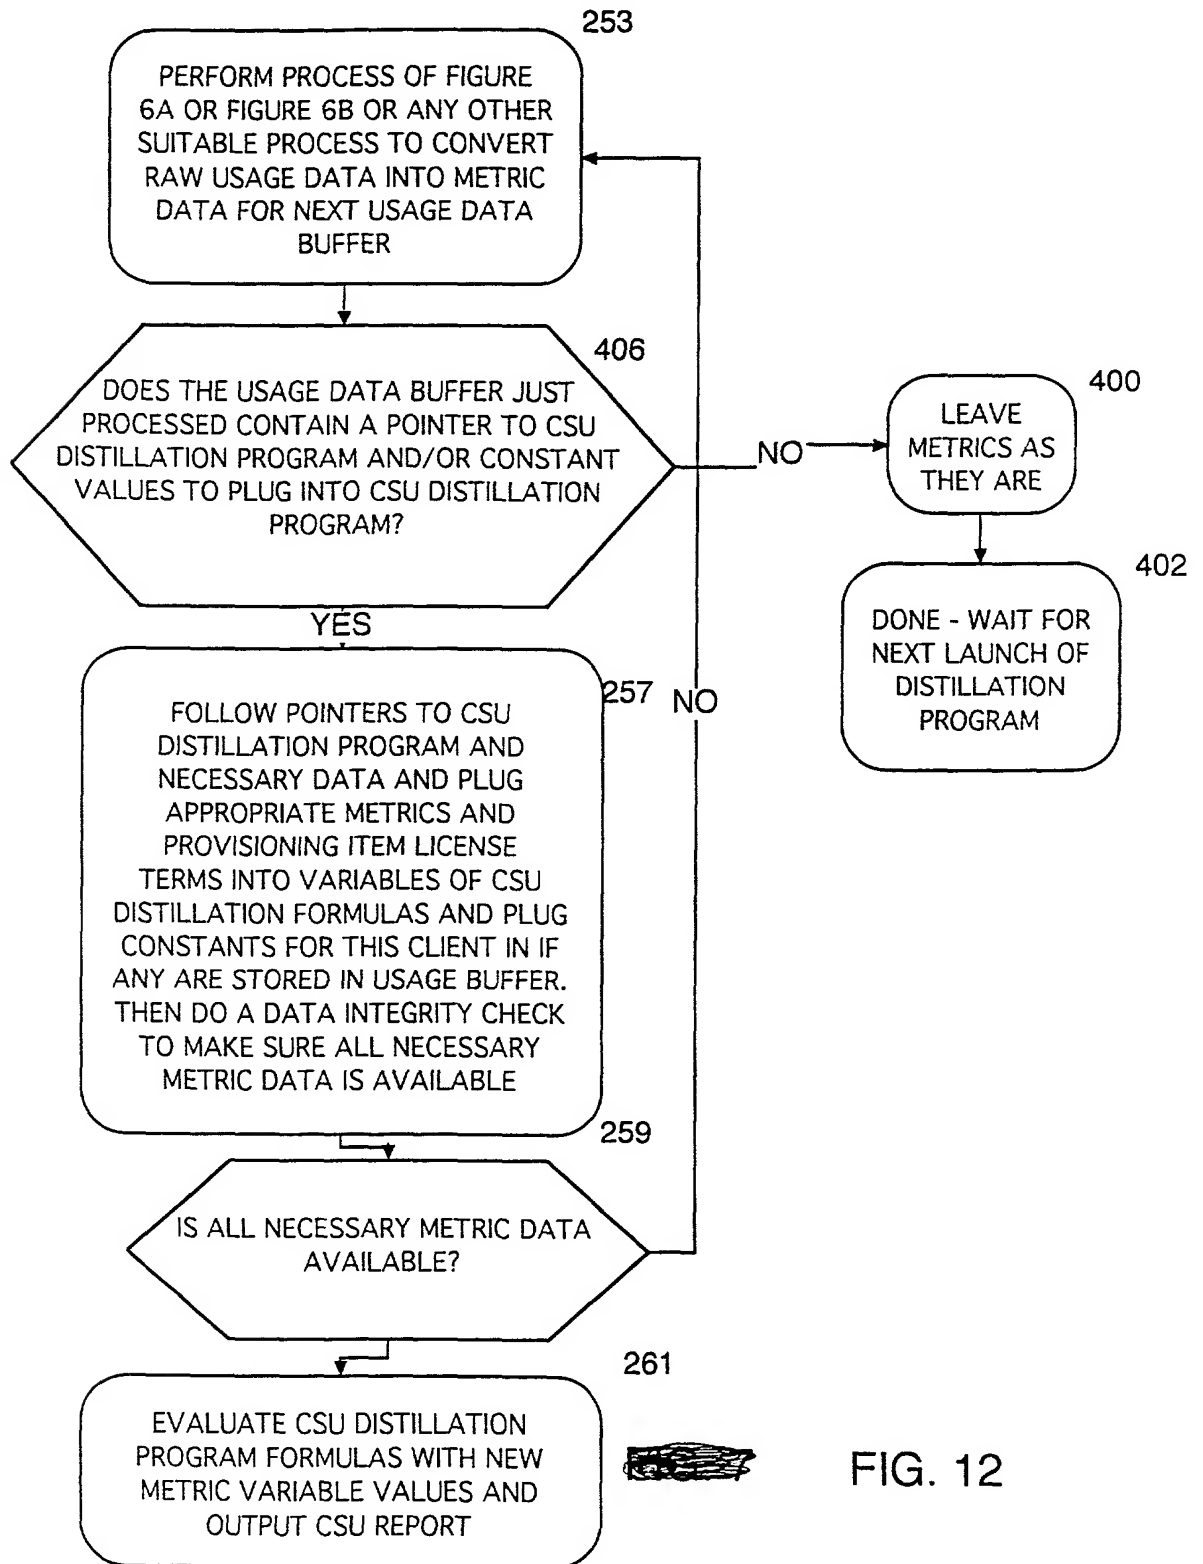 253
PERFORM PROCESS OF FIGURE
6A OR FIGURE 6B OR ANY OTHER
SUITABLE PROCESS TO CONVERT
RAW USAGE DATA INTO METRIC
DATA FOR NEXT USAGE DATA
BUFFER
406
DOES THE USAGE DATA BUFFER JUST
PROCESSED CONTAIN A POINTER TO CSU
DISTILLATION PROGRAM AND/OR CONSTANT
VALUES TO PLUG INTO CSU DISTILLATION
PROGRAM?
NO
400
LEAVE
METRICS AS
THEY ARE
402
DONE - WAIT FOR
NEXT LAUNCH OF
DISTILLATION
PROGRAM
YES
257
NO
FOLLOW POINTERS TO CSU
DISTILLATION PROGRAM AND
NECESSARY DATA AND PLUG
APPROPRIATE METRICS AND
PROVISIONING ITEM LICENSE
TERMS INTO VARIABLES OF CSU
DISTILLATION FORMULAS AND PLUG
CONSTANTS FOR THIS CLIENT IN IF
ANY ARE STORED IN USAGE BUFFER.
THEN DO A DATA INTEGRITY CHECK
TO MAKE SURE ALL NECESSARY
METRIC DATA IS AVAILABLE
259
IS ALL NECESSARY METRIC DATA
AVAILABLE?
261
EVALUATE CSU DISTILLATION
PROGRAM FORMULAS WITH NEW
METRIC VARIABLE VALUES AND
OUTPUT CSU REPORT
FIG. 12